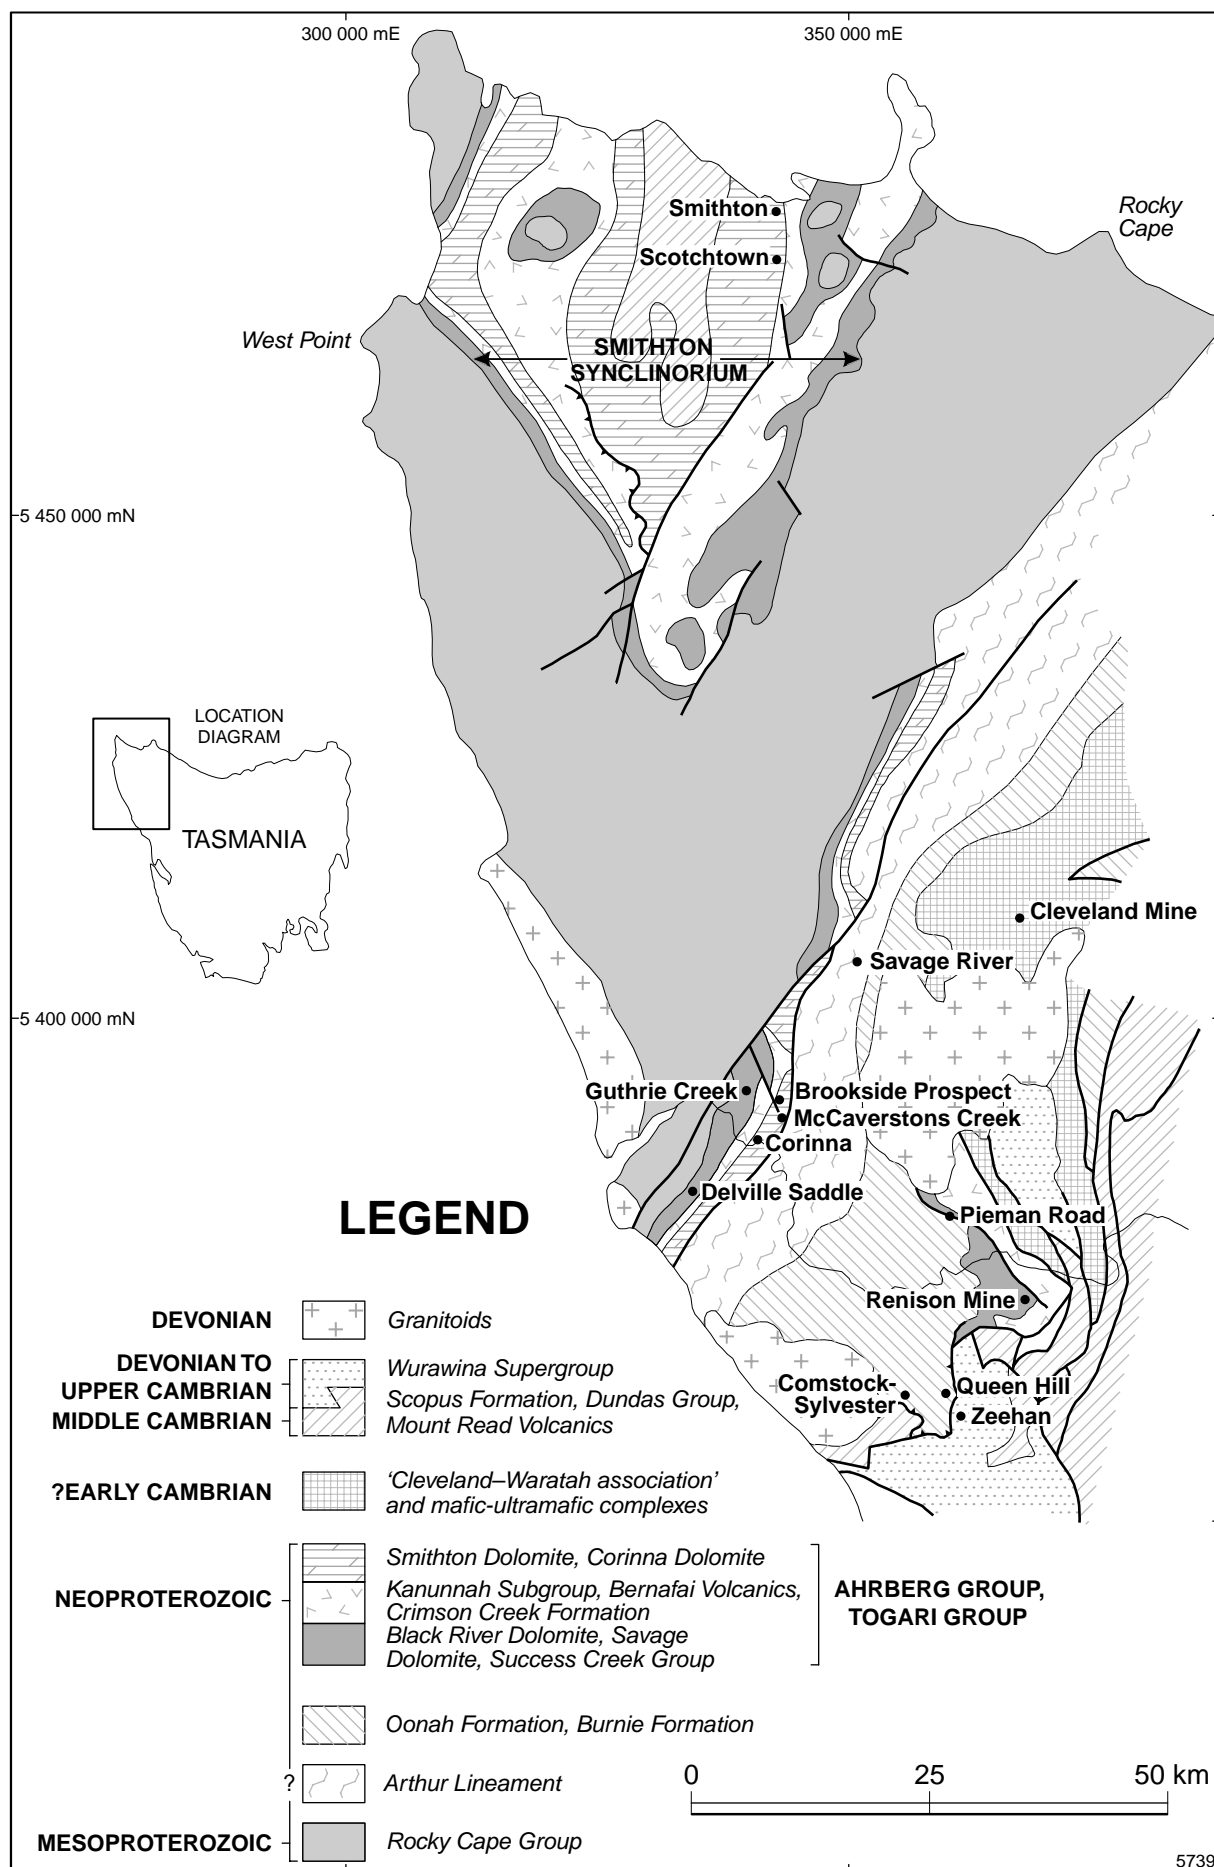 300 000 mE
350 000 mE
Rocky
Cape
Smithton
Scotchtown
West Point
SMITHTON
SYNCLINORIUM
5 450 000 mN
LOCATION
DIAGRAM
TASMANIA
Cleveland Mine
Savage River
5 400 000 mN
Guthrie Creek
Brookside Prospect
McCaverstons Creek
Corinna
Delville Saddle
Pieman Road
Renison Mine
Comstock-
Sylvester
Queen Hill
Zeehan
LEGEND
DEVONIAN
Granitoids
DEVONIAN TO
UPPER CAMBRIAN
MIDDLE CAMBRIAN
Wurawina Supergroup
Scopus Formation, Dundas Group,
Mount Read Volcanics
?EARLY CAMBRIAN
‘Cleveland–Waratah association’
and mafic-ultramafic complexes
NEOPROTEROZOIC
Smithton Dolomite, Corinna Dolomite
Kanunnah Subgroup, Bernafai Volcanics,
Crimson Creek Formation
Black River Dolomite, Savage
Dolomite, Success Creek Group
AHRBERG GROUP,
TOGARI GROUP
Oonah Formation, Burnie Formation
?
Arthur Lineament
MESOPROTEROZOIC
Rocky Cape Group
0 25 50 km
5739